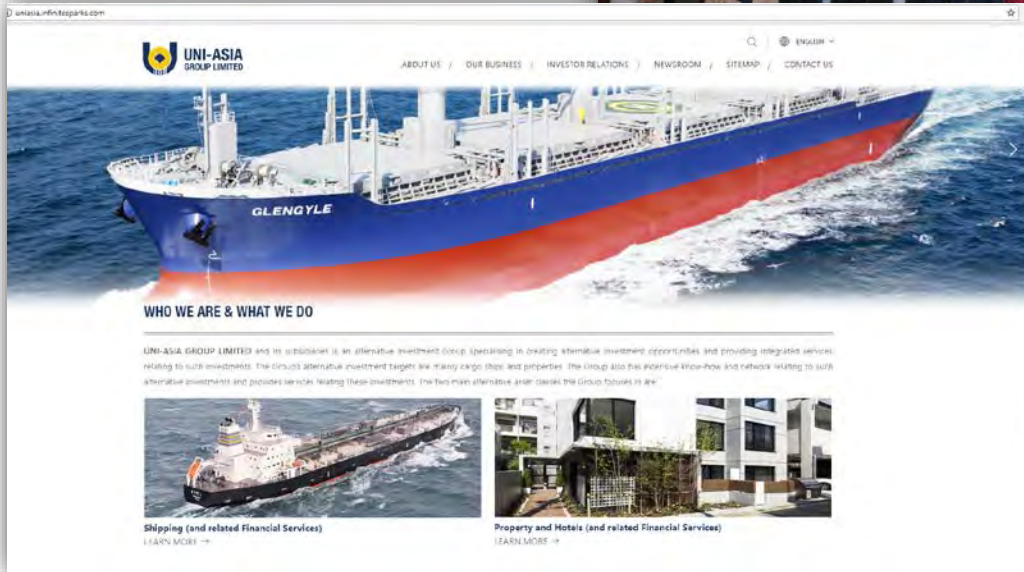 uniasia.infinitesparks.com
ENGLISH
UNI-ASIA
GROUP LIMITED
ABOUT US / OUR BUSINESS / INVESTOR RELATIONS / NEWSROOM / SITEMAP / CONTACT US
GLENGYLE
WHO WE ARE & WHAT WE DO
UNI-ASIA GROUP LIMITED and its subsidiaries is an alternative investment Group specialising in creating alternative investment opportunities and providing integrated services
relating to such investments. The Group's alternative investment targets are mainly cargo ships and properties. The Group also has extensive know-how and network relating to such
alternative investments and provides services relating these investments. The two main alternative asset classes the Group focuses in are:
Shipping (and related Financial Services)
LEARN MORE →
Property and Hotels (and related Financial Services)
LEARN MORE →